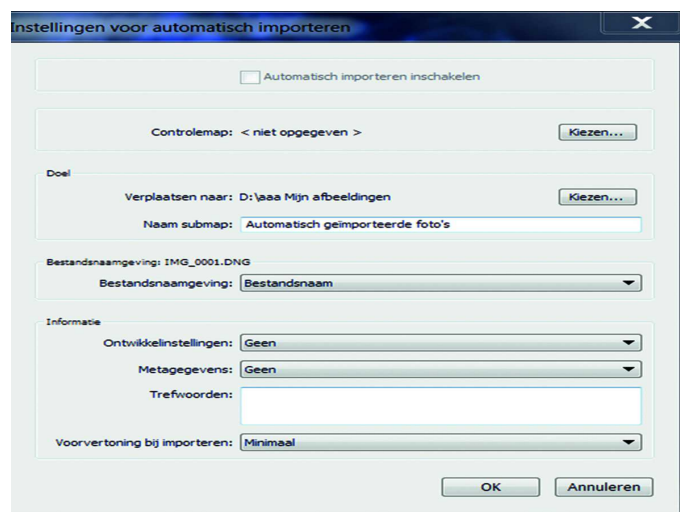 Instellingen voor automatisch importeren
Automatisch importeren inschakelen
Controlemap: < niet opgegeven > Kiezen...
Doel
Verplaatsen naar: D:\aaa Mijn afbeeldingen Kiezen...
Naam submap: Automatisch geïmporteerde foto's
Bestandsnaamgeving: IMG_0001.DNG
Bestandsnaamgeving: Bestandsnaam
Informatie
Ontwikkelinstellingen: Geen
Metagegevens: Geen
Trefwoorden:
Voorvertoning bij importeren: Minimaal
OK Annuleren